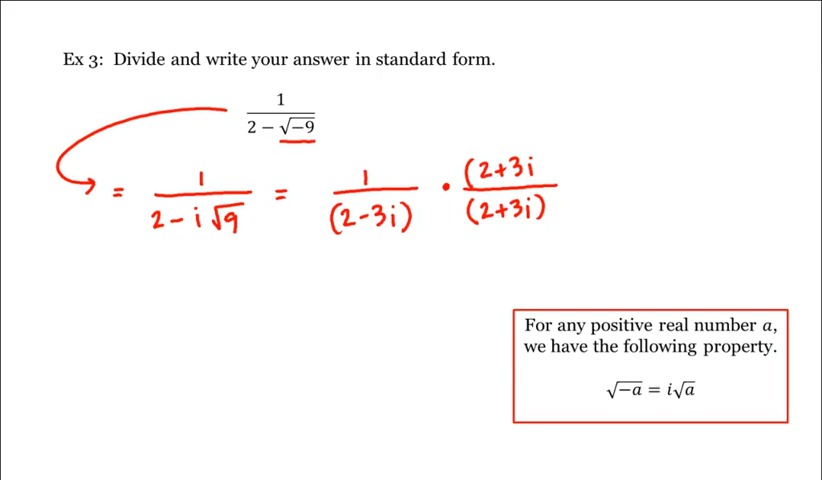 Ex 3: Divide and write your answer in standard form.
1
2 − √−9
= 1 / 2 - i√9 = 1 / (2-3i) · (2+3i / (2+3i)
For any positive real number a,
we have the following property.
√−a = i√a